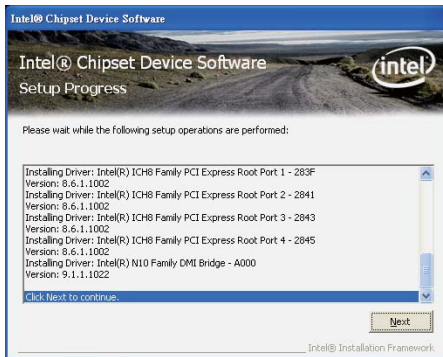 Intel® Chipset Device Software
Intel® Chipset Device Software
intel
Setup Progress
Please wait while the following setup operations are performed:
Installing Driver: Intel(R) ICH8 Family PCI Express Root Port 1 - 283F
Version: 8.6.1.1002
Installing Driver: Intel(R) ICH8 Family PCI Express Root Port 2 - 2841
Version: 8.6.1.1002
Installing Driver: Intel(R) ICH8 Family PCI Express Root Port 3 - 2843
Version: 8.6.1.1002
Installing Driver: Intel(R) ICH8 Family PCI Express Root Port 4 - 2845
Version: 8.6.1.1002
Installing Driver: Intel(R) N10 Family DMI Bridge - A000
Version: 9.1.1.1022
Click Next to continue.
Next
Intel® Installation Framework